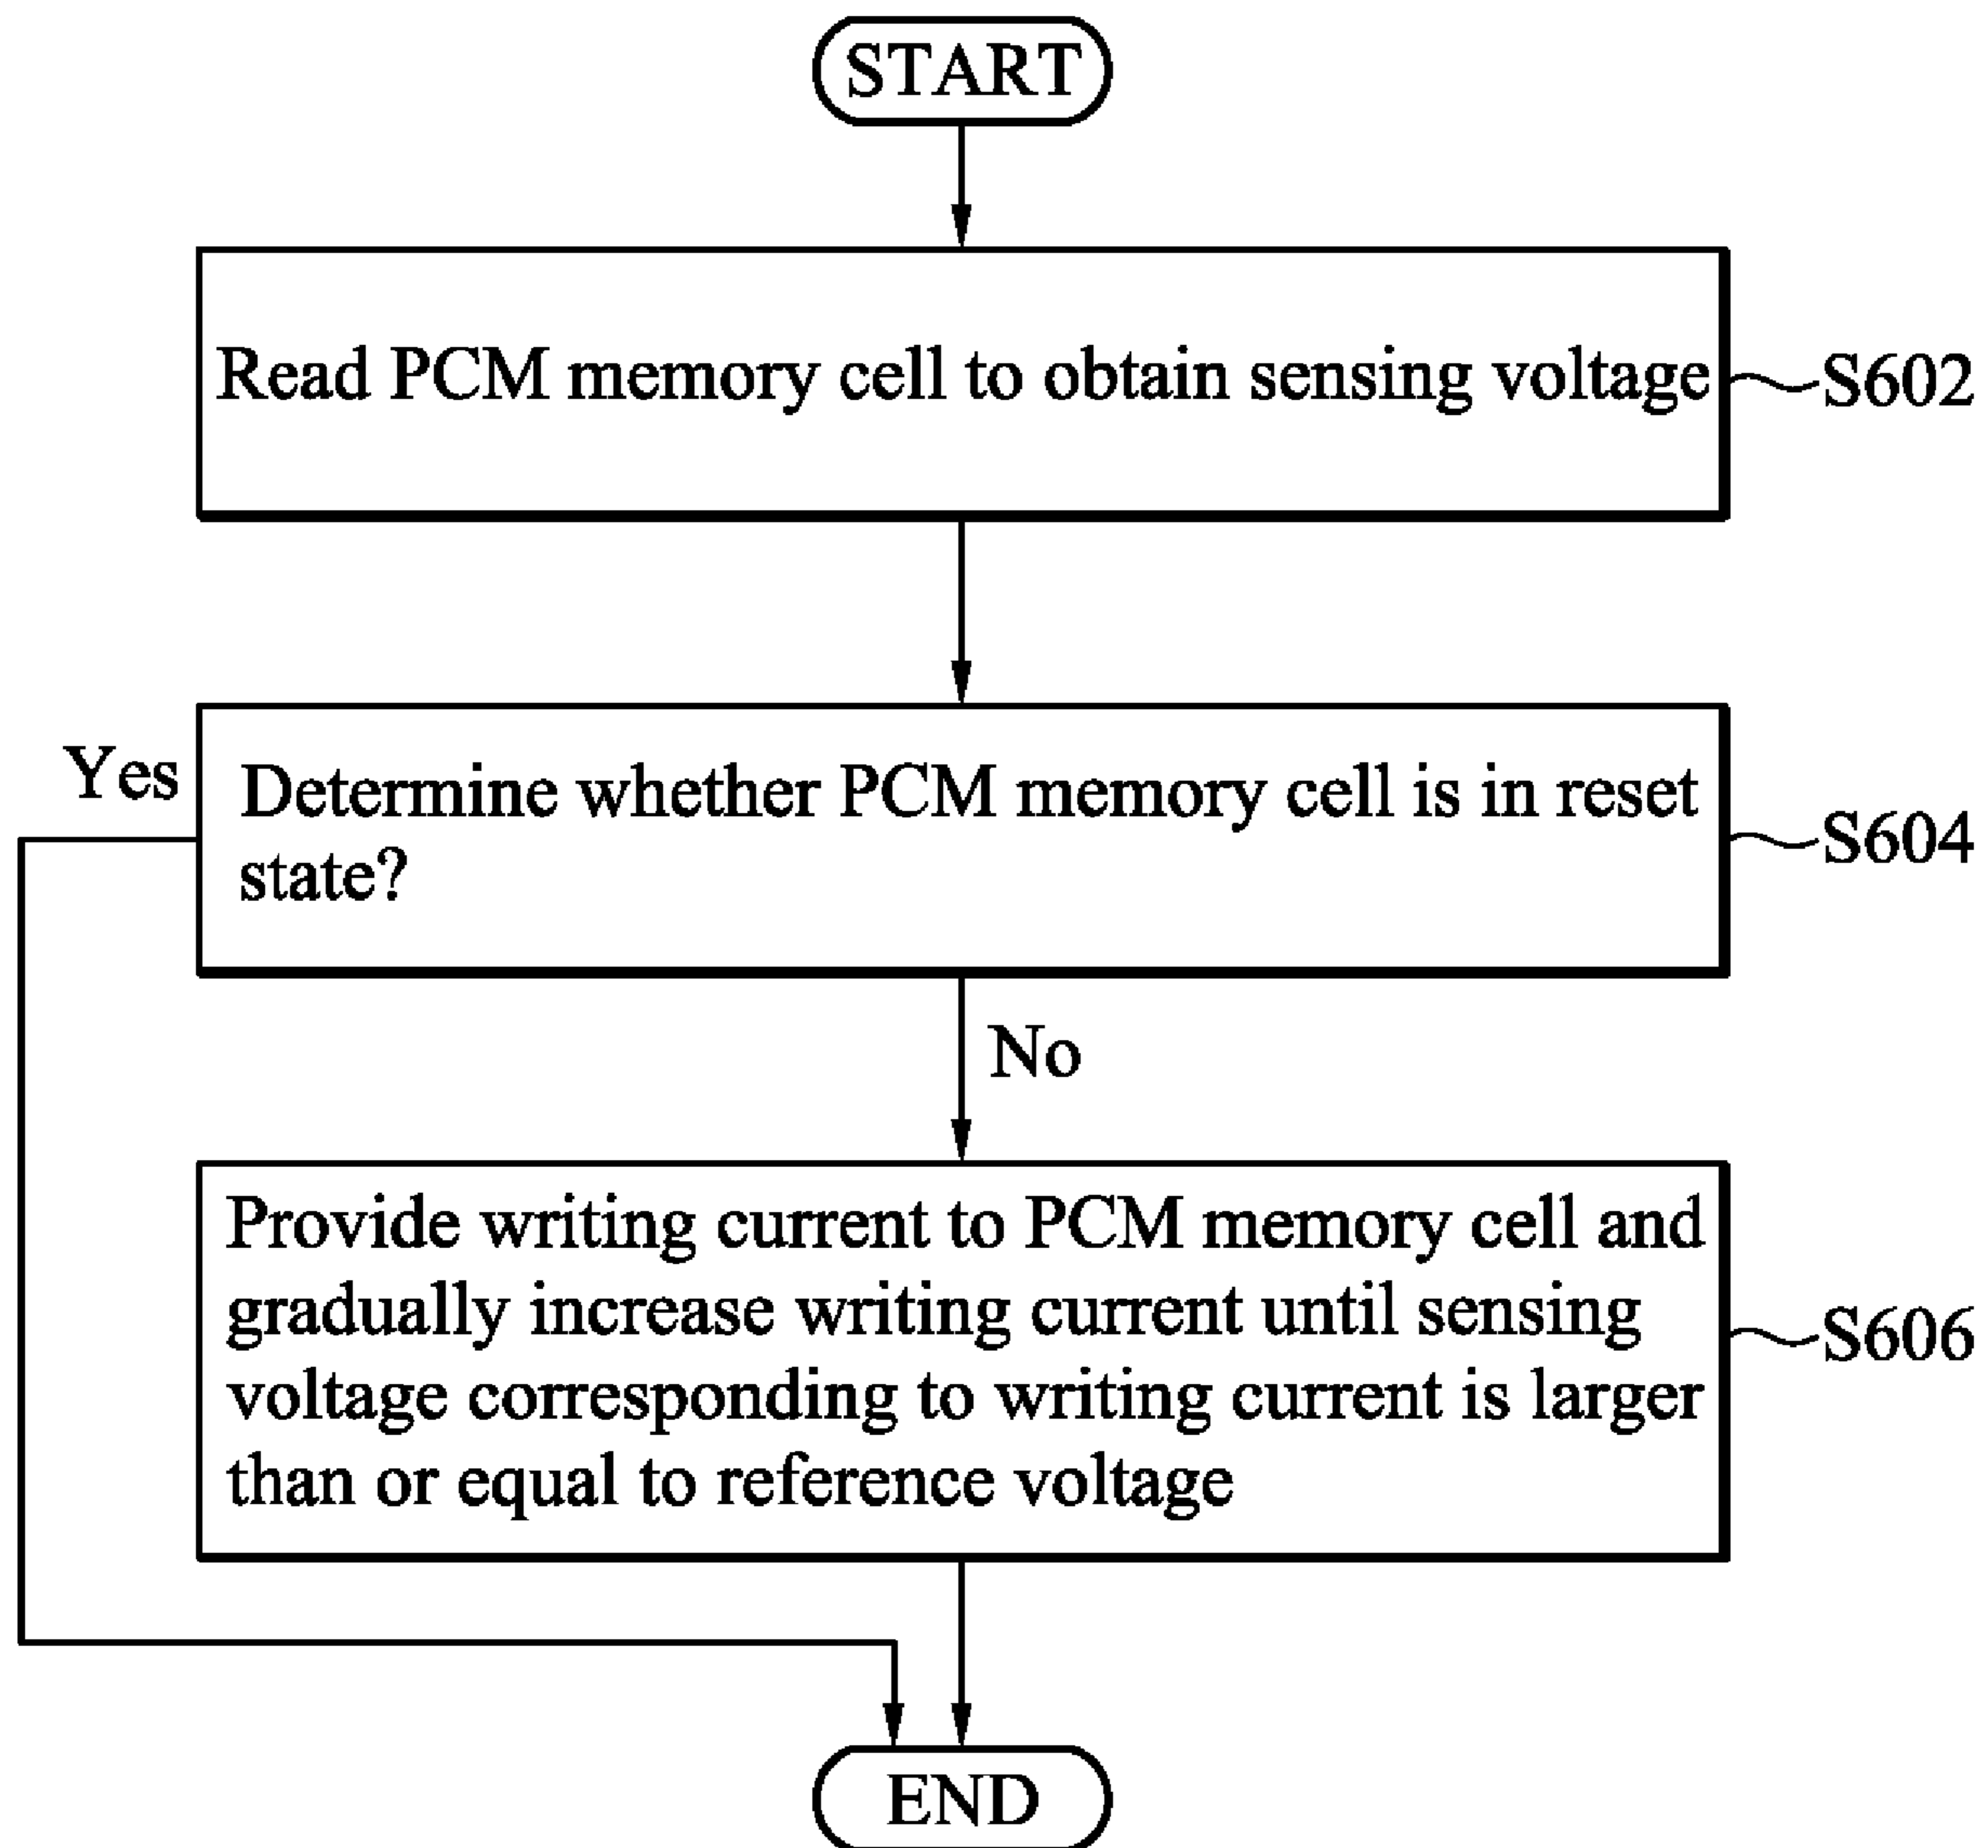 START
Read PCM memory cell to obtain sensing voltage
S602
Yes
Determine whether PCM memory cell is in reset
state?
S604
No
Provide writing current to PCM memory cell and
gradually increase writing current until sensing
voltage corresponding to writing current is larger
than or equal to reference voltage
S606
END